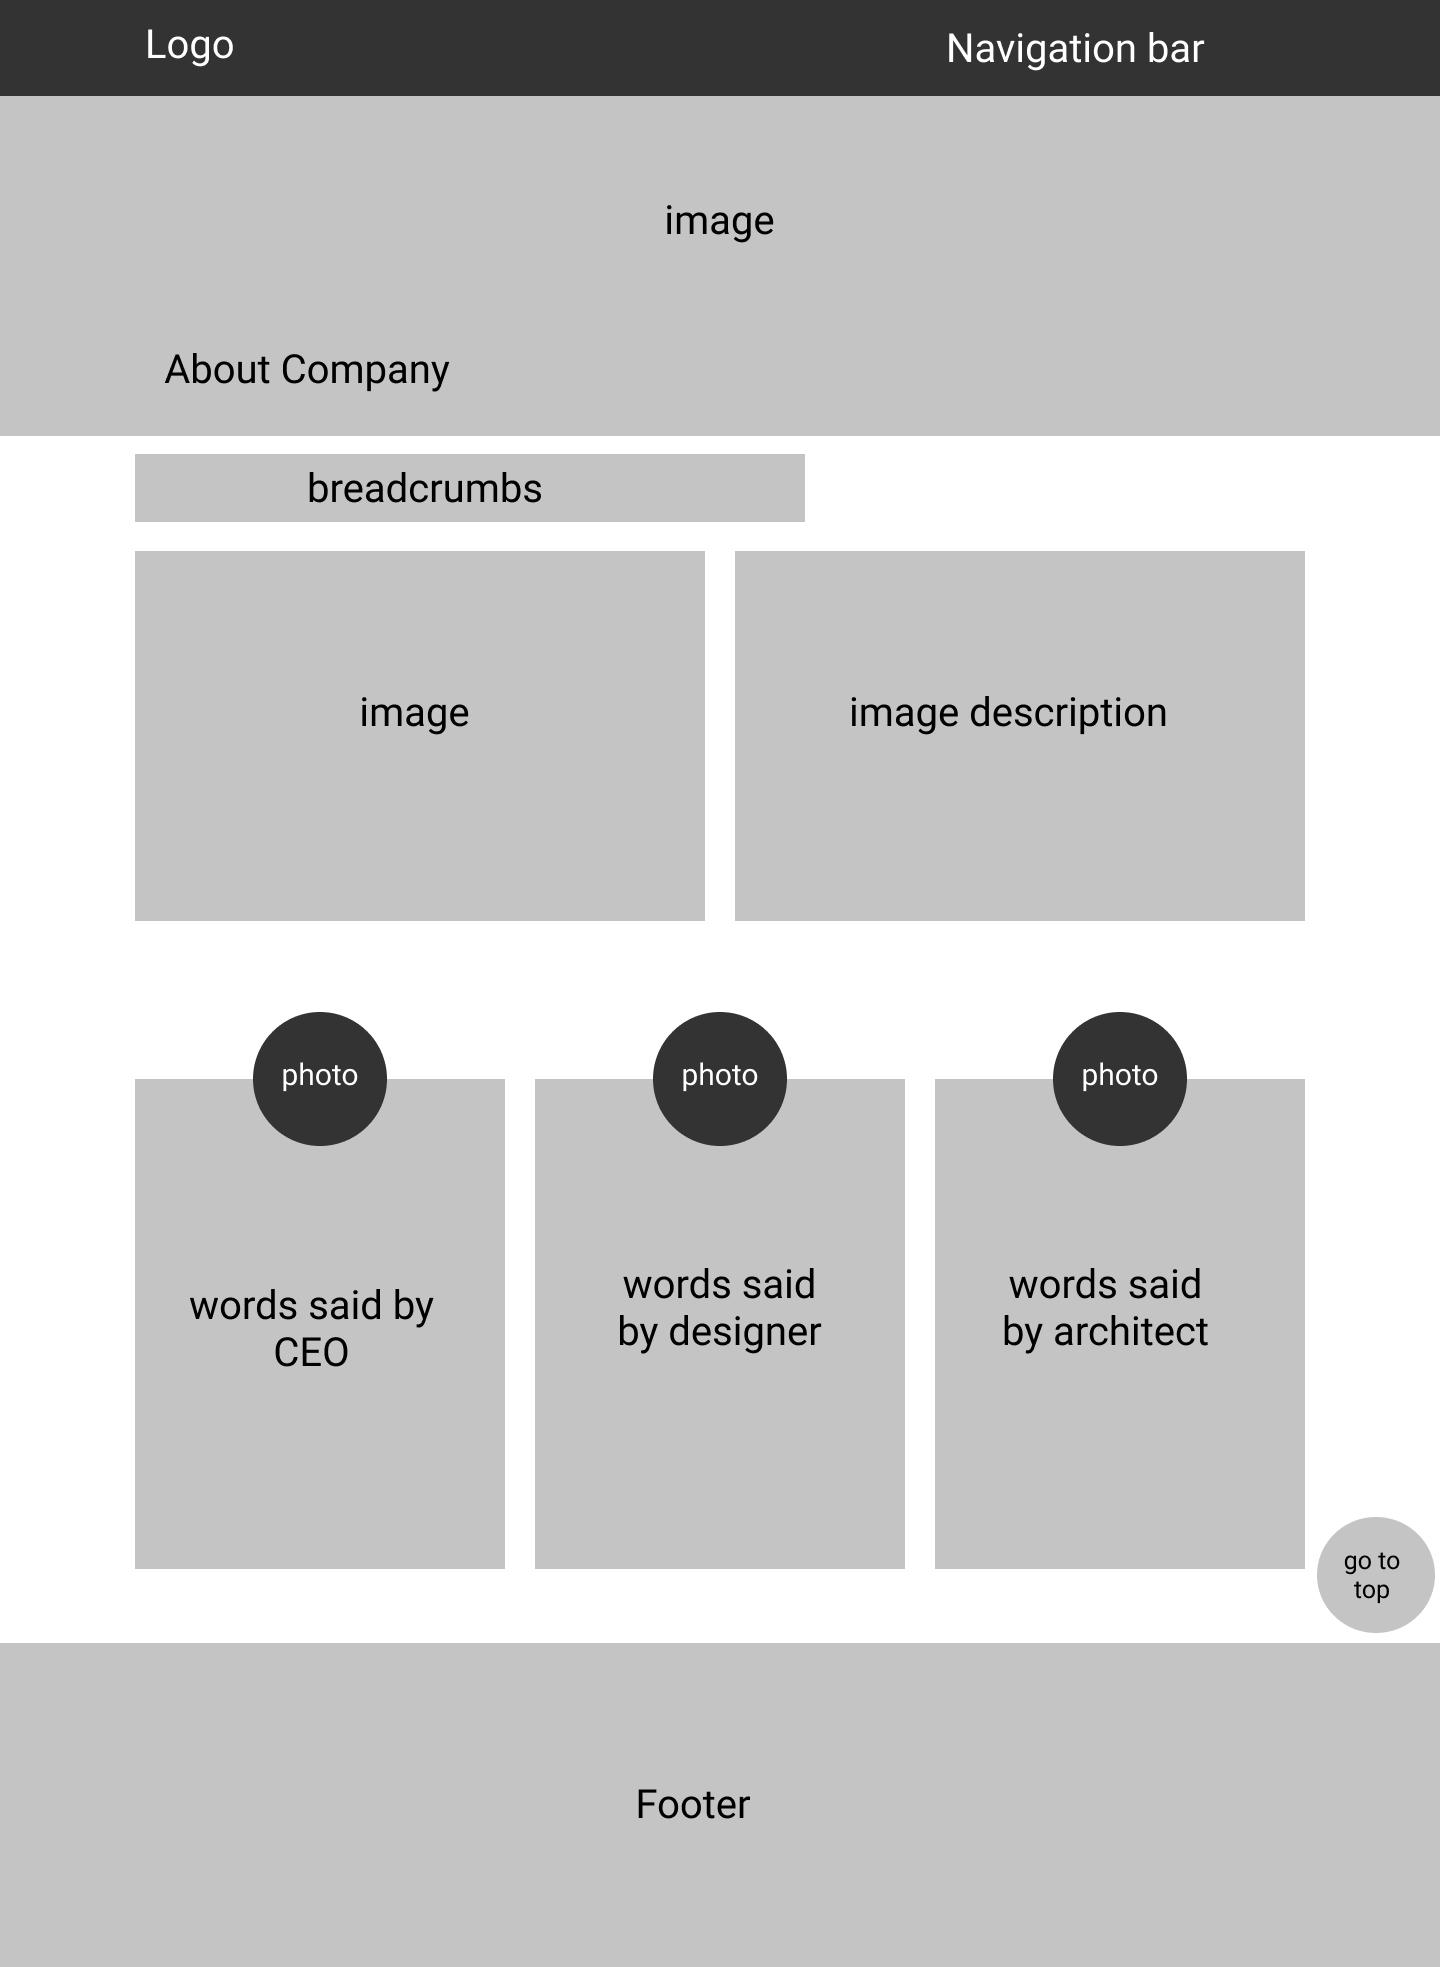 Logo
Navigation bar
image
About Company
breadcrumbs
image
image description
photo
photo
photo
words said by
CEO
words said
by designer
words said
by architect
go to
top
Footer